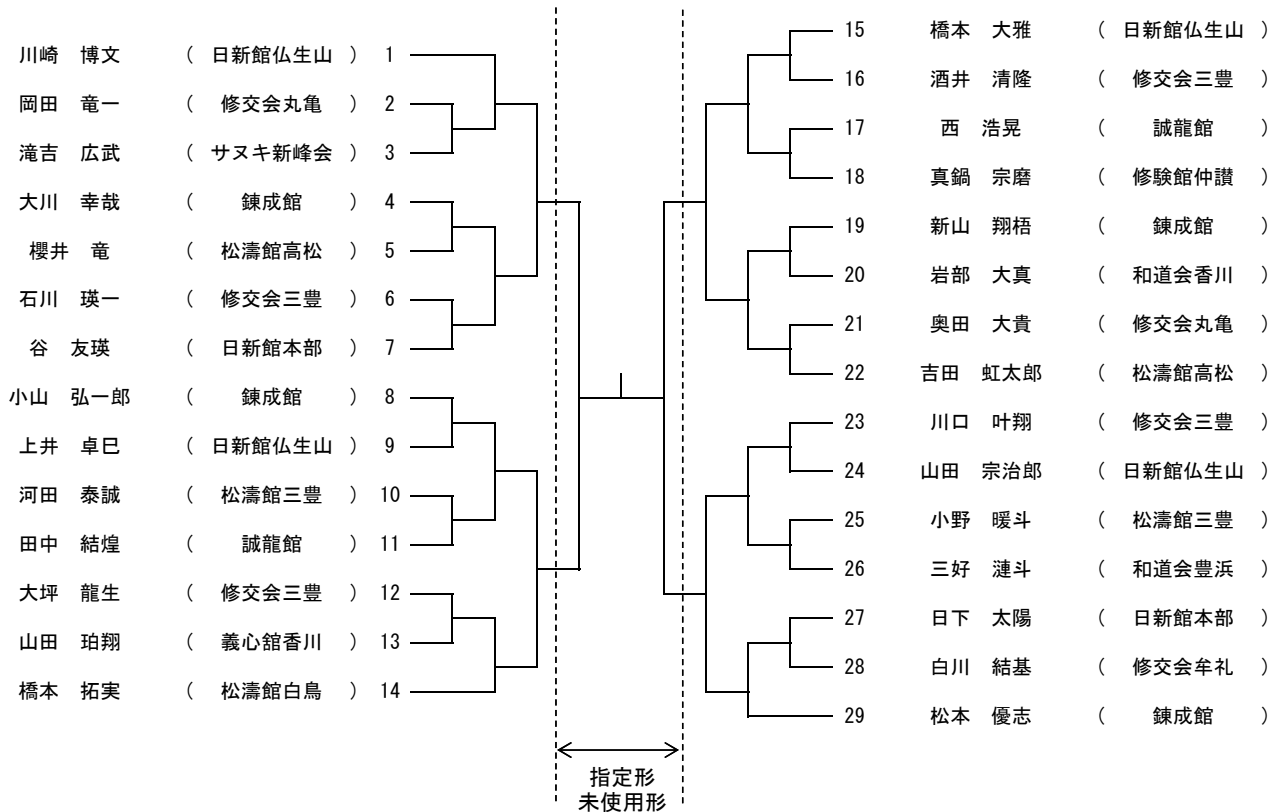 川崎　博文 （ 日新館仏生山 ） 1
岡田　竜一 （ 修交会丸亀 ） 2
滝吉　広武 （ サヌキ新峰会 ） 3
大川　幸哉 （ 錬成館 ） 4
櫻井　竜 （ 松濤館高松 ） 5
石川　瑛一 （ 修交会三豊 ） 6
谷　友瑛 （ 日新館本部 ） 7
小山　弘一郎 （ 錬成館 ） 8
上井　卓巳 （ 日新館仏生山 ） 9
河田　泰誠 （ 松濤館三豊 ） 10
田中　結煌 （ 誠龍館 ） 11
大坪　龍生 （ 修交会三豊 ） 12
山田　珀翔 （ 義心舘香川 ） 13
橋本　拓実 （ 松濤館白鳥 ） 14
15 橋本　大雅 （ 日新館仏生山 ）
16 酒井　清隆 （ 修交会三豊 ）
17 西　浩晃 （ 誠龍館 ）
18 真鍋　宗磨 （ 修験館仲讃 ）
19 新山　翔梧 （ 錬成館 ）
20 岩部　大真 （ 和道会香川 ）
21 奥田　大貴 （ 修交会丸亀 ）
22 吉田　虹太郎 （ 松濤館高松 ）
23 川口　叶翔 （ 修交会三豊 ）
24 山田　宗治郎 （ 日新館仏生山 ）
25 小野　暖斗 （ 松濤館三豊 ）
26 三好　漣斗 （ 和道会豊浜 ）
27 日下　太陽 （ 日新館本部 ）
28 白川　結基 （ 修交会牟礼 ）
29 松本　優志 （ 錬成館 ）
指定形
未使用形